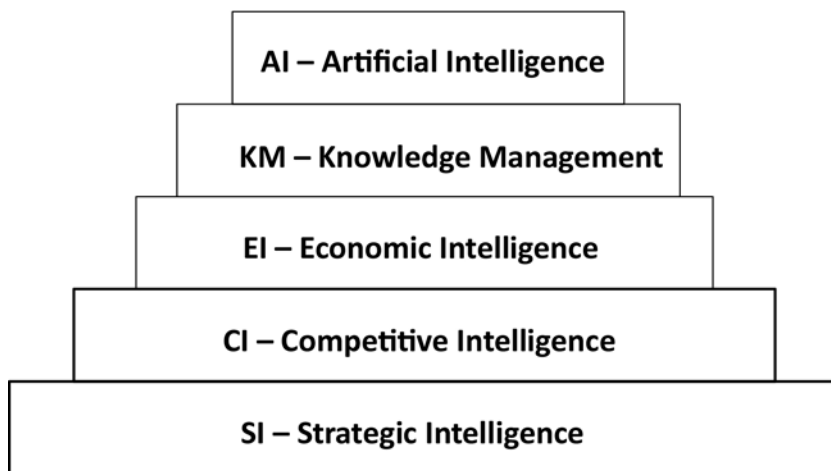 AI – Artificial Intelligence
KM – Knowledge Management
EI – Economic Intelligence
CI – Competitive Intelligence
SI – Strategic Intelligence